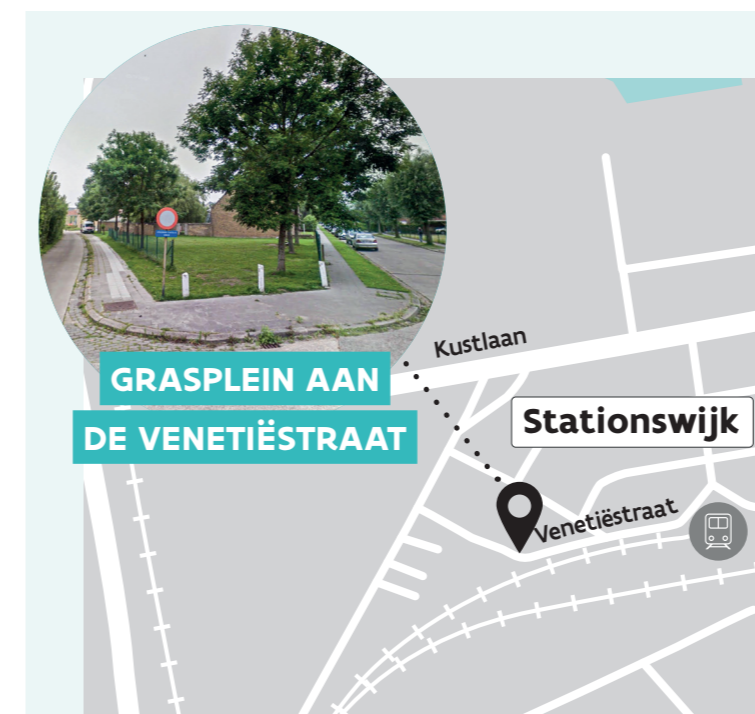 Kustlaan
GRASPLEIN AAN
DE VENETIËSTRAAT
Stationswijk
Venetiëstraat